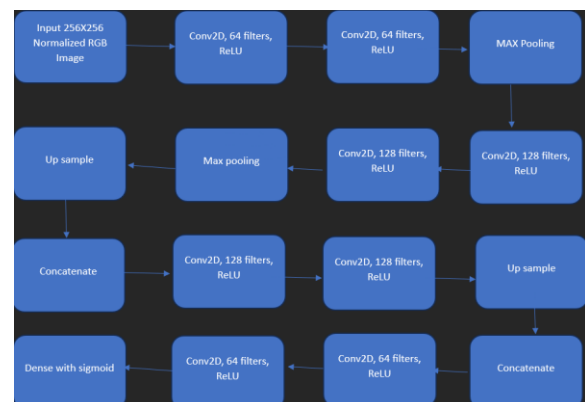 Input 256X256
Normalized RGB
Image
Conv2D, 64 filters,
ReLU
Conv2D, 64 filters,
ReLU
MAX Pooling
Up sample
Max pooling
Conv2D, 128 filters,
ReLU
Conv2D, 128 filters,
ReLU
Concatenate
Conv2D, 128 filters,
ReLU
Conv2D, 128 filters,
ReLU
Up sample
Dense with sigmoid
Conv2D, 64 filters,
ReLU
Conv2D, 64 filters,
ReLU
Concatenate